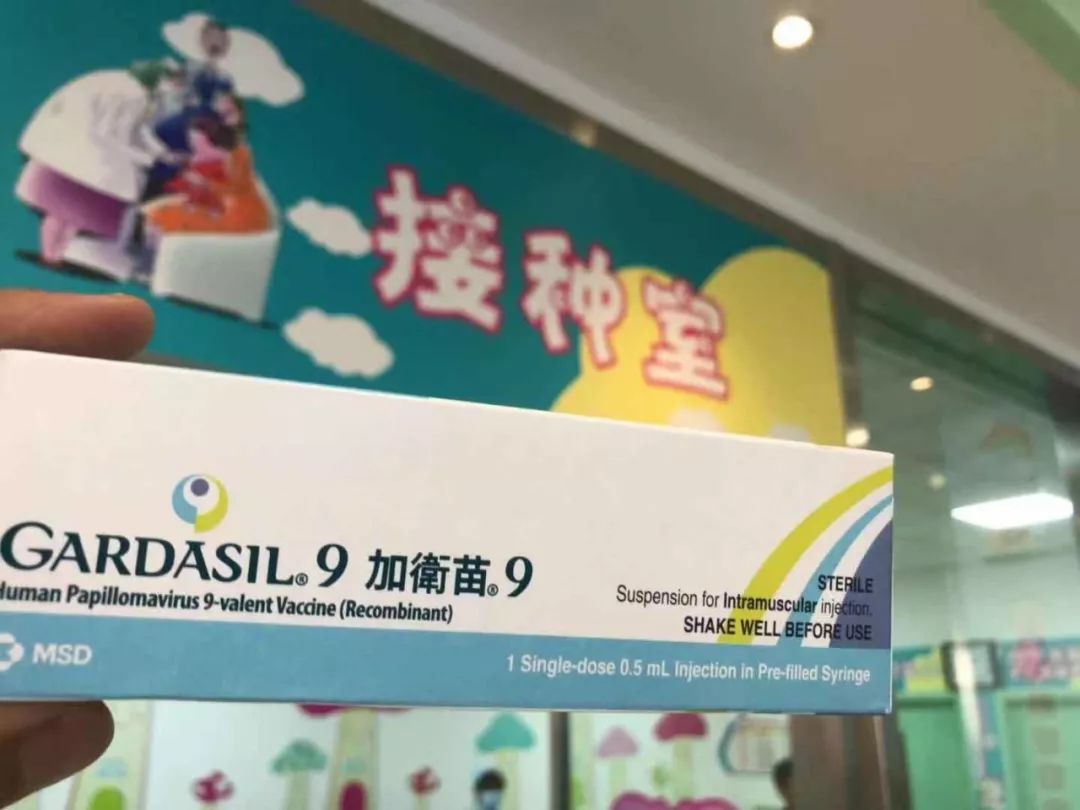 接种室
GARDASIL® 9 加衛苗® 9
Human Papillomavirus 9-valent Vaccine (Recombinant)
STERILE
Suspension for Intramuscular injection.
SHAKE WELL BEFORE USE
MSD
1 Single-dose 0.5 mL Injection in Pre-filled Syringe